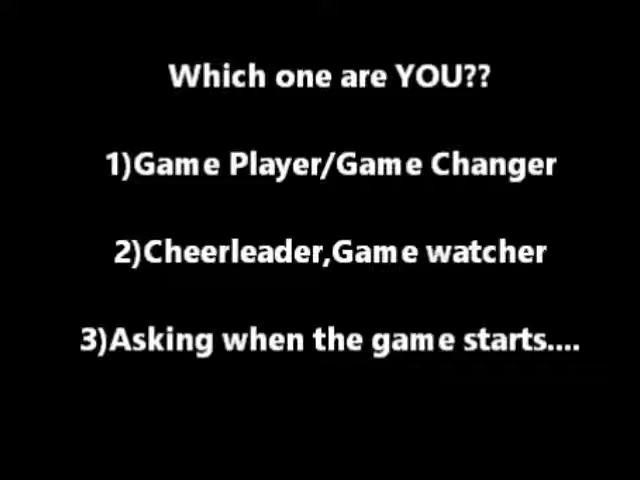 Which one are YOU??
1)Game Player/Game Changer
2)Cheerleader,Game watcher
3)Asking when the game starts....